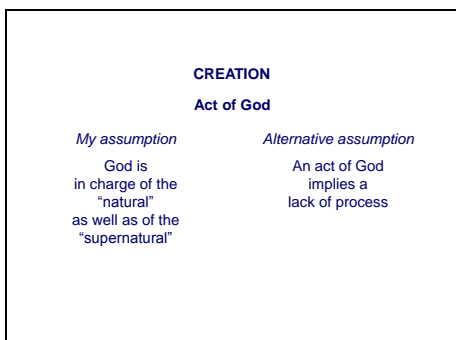 CREATION
Act of God
My assumption
God is
in charge of the
“natural”
as well as of the
“supernatural”
Alternative assumption
An act of God
implies a
lack of process